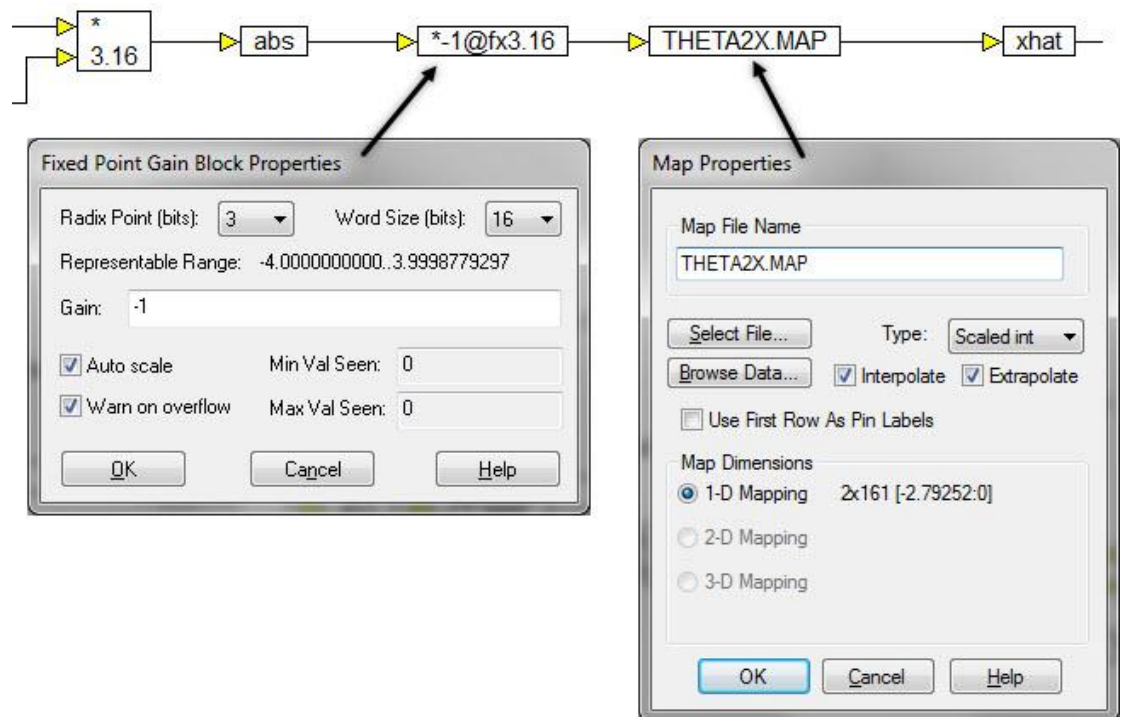 *
3.16
abs
*-1@fx3.16
THETA2X.MAP
xhat
Fixed Point Gain Block Properties
Radix Point (bits): 3 Word Size (bits): 16
Representable Range: -4.0000000000..3.9998779297
Gain: -1
Auto scale Min Val Seen: 0
Warn on overflow Max Val Seen: 0
OK Cancel Help
Map Properties
Map File Name
THETA2X.MAP
Select File... Type: Scaled int
Browse Data... Interpolate Extrapolate
Use First Row As Pin Labels
Map Dimensions
1-D Mapping 2x161 [-2.79252:0]
2-D Mapping
3-D Mapping
OK Cancel Help